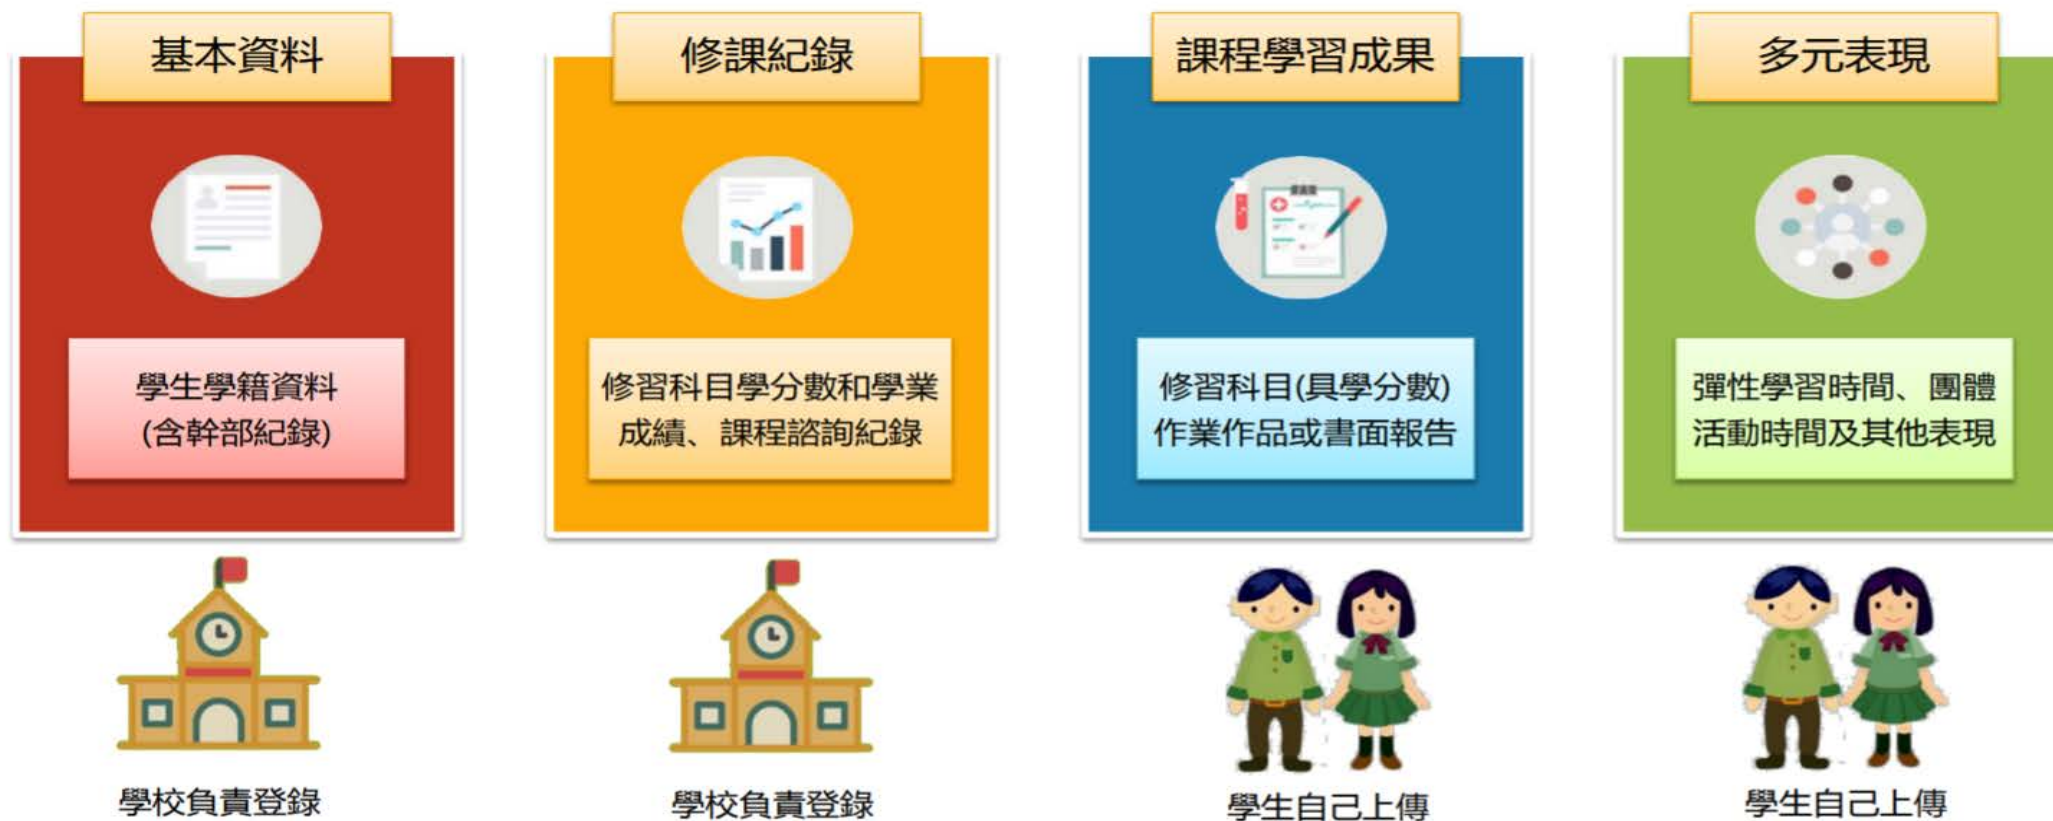 基本資料
學生學籍資料
(含幹部紀錄)
學校負責登錄
修課紀錄
修習科目學分數和學業
成績、課程諮詢紀錄
學校負責登錄
課程學習成果
修習科目(具學分數)
作業作品或書面報告
學生自己上傳
多元表現
彈性學習時間、團體
活動時間及其他表現
學生自己上傳